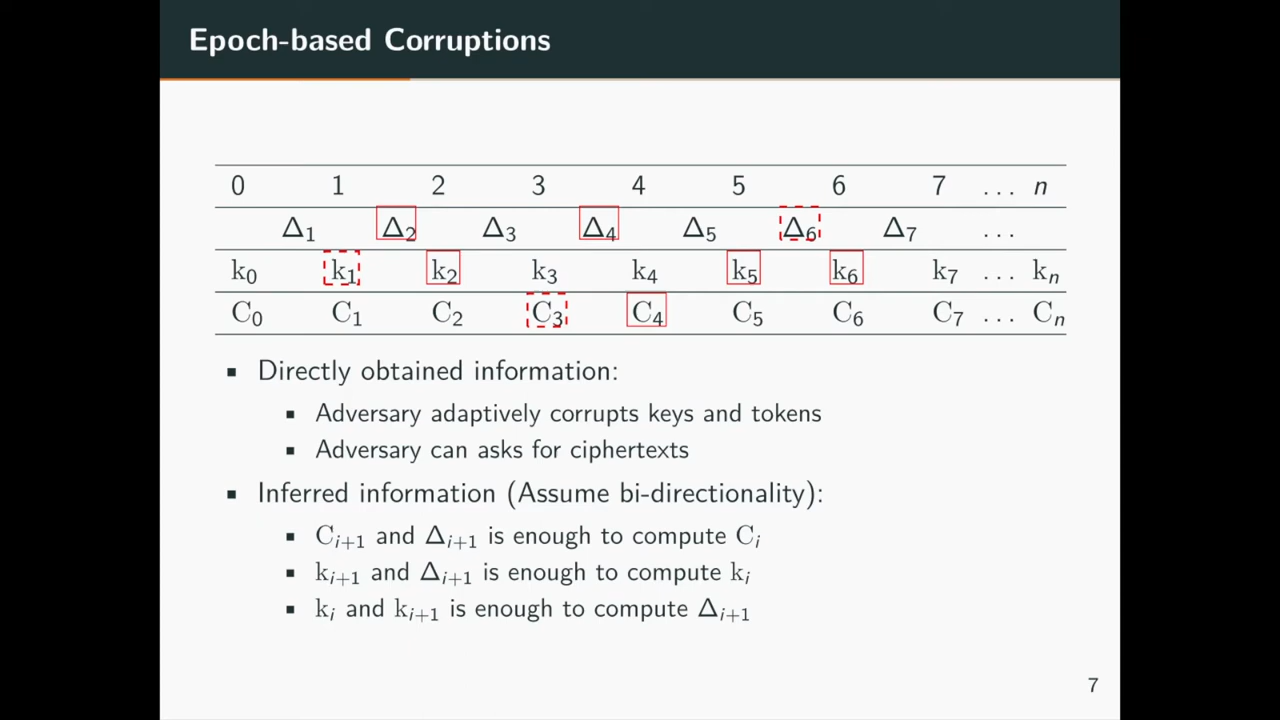 Epoch-based Corruptions
0 1 2 3 4 5 6 7 ... n
Δ₁ Δ₂ Δ₃ Δ₄ Δ₅ Δ₆ Δ₇ ...
k₀ k₁ k₂ k₃ k₄ k₅ k₆ k₇ ... kₙ
C₀ C₁ C₂ C₃ C₄ C₅ C₆ C₇ ... Cₙ
▪ Directly obtained information:
▪ Adversary adaptively corrupts keys and tokens
▪ Adversary can asks for ciphertexts
▪ Inferred information (Assume bi-directionality):
▪ Cᵢ₊₁ and Δᵢ₊₁ is enough to compute Cᵢ
▪ kᵢ₊₁ and Δᵢ₊₁ is enough to compute kᵢ
▪ kᵢ and kᵢ₊₁ is enough to compute Δᵢ₊₁
7